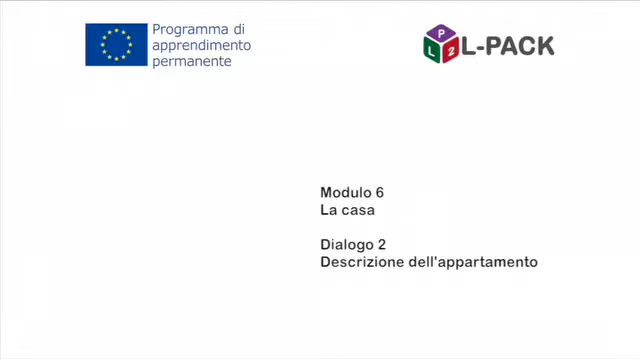 Programma di
apprendimento
permanente
P
L
2
L-PACK
Modulo 6
La casa
Dialogo 2
Descrizione dell'appartamento